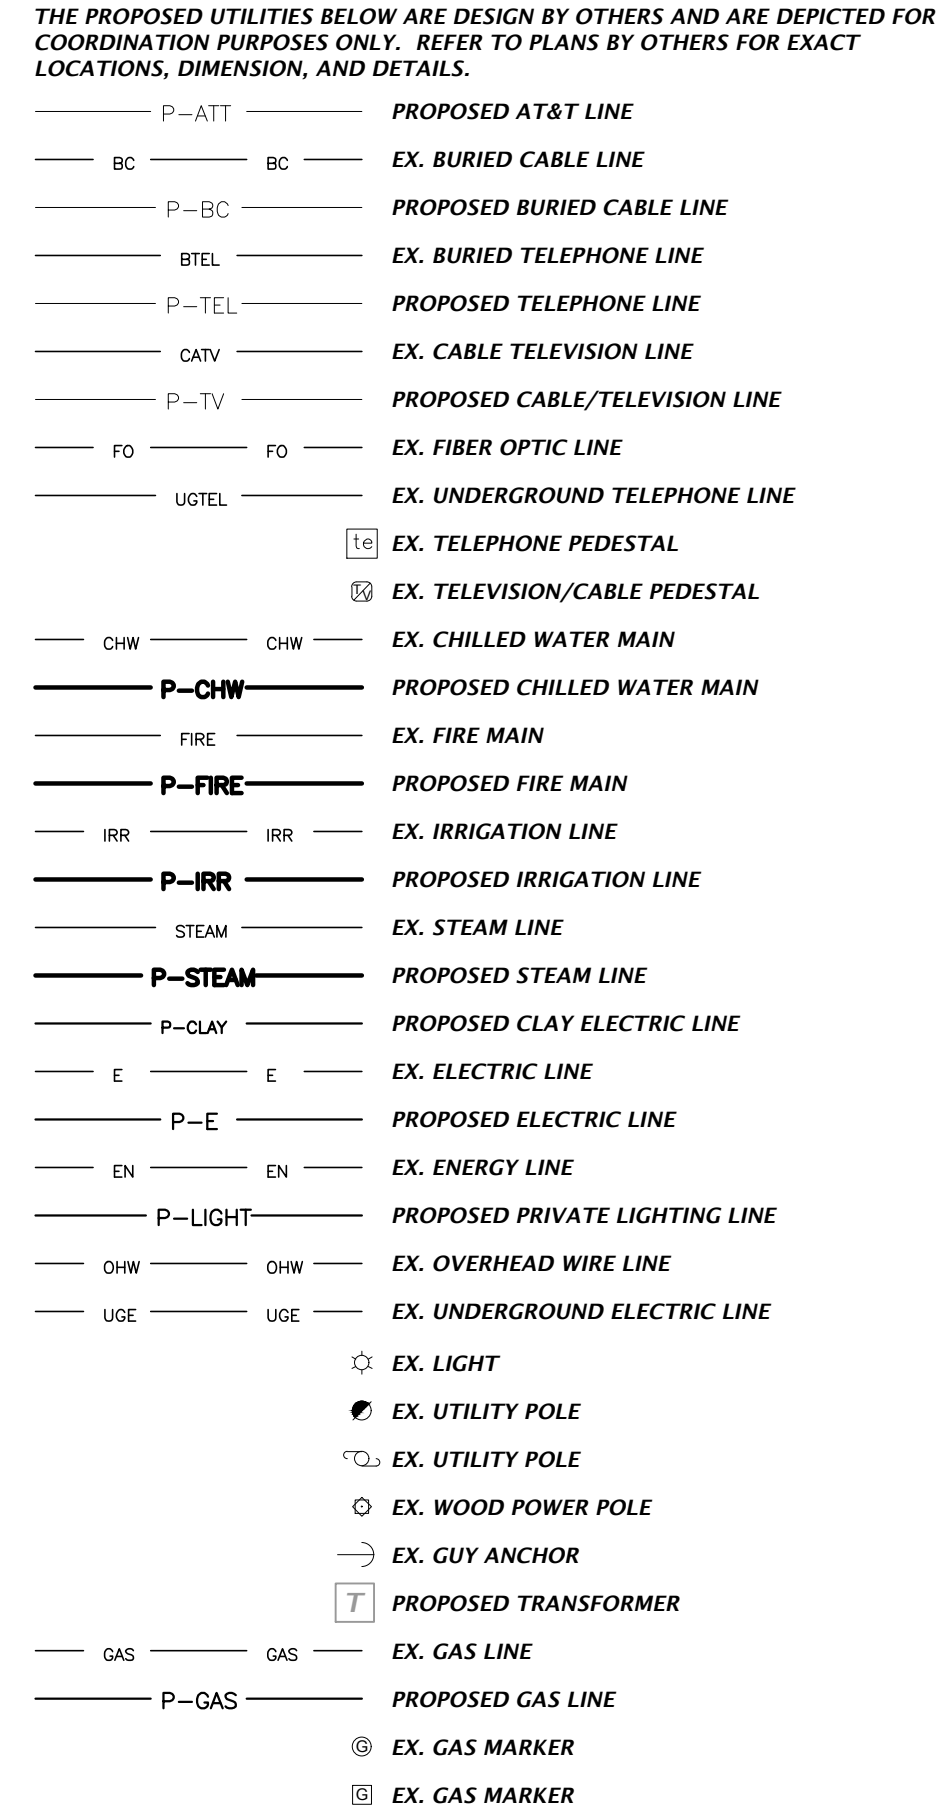 THE PROPOSED UTILITIES BELOW ARE DESIGN BY OTHERS AND ARE DEPICTED FOR
COORDINATION PURPOSES ONLY. REFER TO PLANS BY OTHERS FOR EXACT
LOCATIONS, DIMENSION, AND DETAILS.
P-ATT PROPOSED AT&T LINE
BC BC EX. BURIED CABLE LINE
P-BC PROPOSED BURIED CABLE LINE
BTEL EX. BURIED TELEPHONE LINE
P-TEL PROPOSED TELEPHONE LINE
CATV EX. CABLE TELEVISION LINE
P-TV PROPOSED CABLE/TELEVISION LINE
FO FO EX. FIBER OPTIC LINE
UGTEL EX. UNDERGROUND TELEPHONE LINE
te EX. TELEPHONE PEDESTAL
TV EX. TELEVISION/CABLE PEDESTAL
CHW CHW EX. CHILLED WATER MAIN
P-CHW PROPOSED CHILLED WATER MAIN
FIRE EX. FIRE MAIN
P-FIRE PROPOSED FIRE MAIN
IRR IRR EX. IRRIGATION LINE
P-IRR PROPOSED IRRIGATION LINE
STEAM EX. STEAM LINE
P-STEAM PROPOSED STEAM LINE
P-CLAY PROPOSED CLAY ELECTRIC LINE
E E EX. ELECTRIC LINE
P-E PROPOSED ELECTRIC LINE
EN EN EX. ENERGY LINE
P-LIGHT PROPOSED PRIVATE LIGHTING LINE
OHW OHW EX. OVERHEAD WIRE LINE
UGE UGE EX. UNDERGROUND ELECTRIC LINE
EX. LIGHT
EX. UTILITY POLE
EX. UTILITY POLE
EX. WOOD POWER POLE
EX. GUY ANCHOR
T PROPOSED TRANSFORMER
GAS GAS EX. GAS LINE
P-GAS PROPOSED GAS LINE
G EX. GAS MARKER
G EX. GAS MARKER